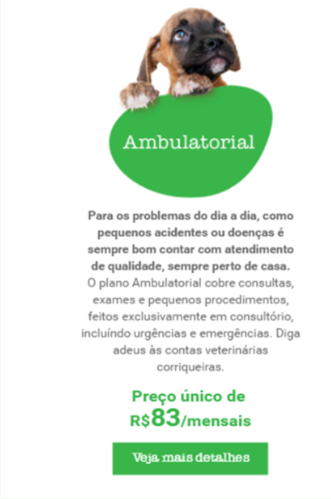 Ambulatorial
Para os problemas do dia a dia, como
pequenos acidentes ou doenças é
sempre bom contar com atendimento
de qualidade, sempre perto de casa.
O plano Ambulatorial cobre consultas,
exames e pequenos procedimentos,
feitos exclusivamente em consultório,
incluíndo urgências e emergências. Diga
adeus às contas veterinárias
corriqueiras.
Preço único de
R$83/mensais
Veja mais detalhes